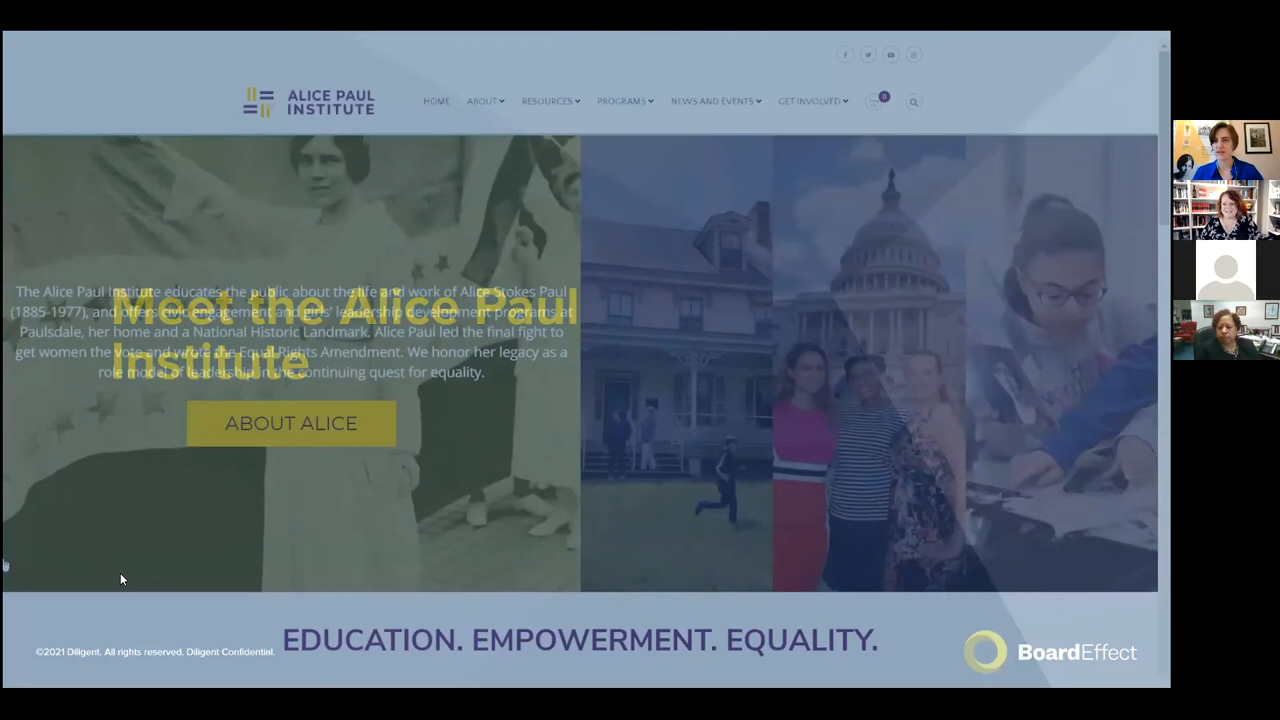 ALICE PAUL
INSTITUTE
HOME
ABOUT
RESOURCES
PROGRAMS
NEWS AND EVENTS
GET INVOLVED
0
The Alice Paul Institute educates the public about the life and work of Alice Stokes Paul
(1885-1977), and offers civic engagement and girls' leadership development programs at
Paulsdale, her home and a National Historic Landmark. Alice Paul led the final fight to
get women the vote and wrote the Equal Rights Amendment. We honor her legacy as a
role model of leadership in the continuing quest for equality.
Meet the Alice Paul
Institute
ABOUT ALICE
EDUCATION. EMPOWERMENT. EQUALITY.
©2021 Diligent. All rights reserved. Diligent Confidential.
BoardEffect